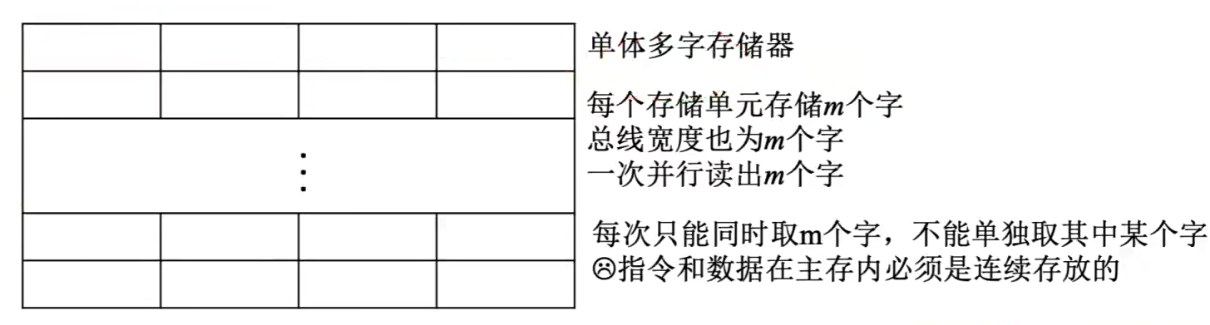 单体多字存储器
每个存储单元存储m个字
总线宽度也为m个字
一次并行读出m个字
⋮
每次只能同时取m个字，不能单独取其中某个字
☹指令和数据在主存内必须是连续存放的